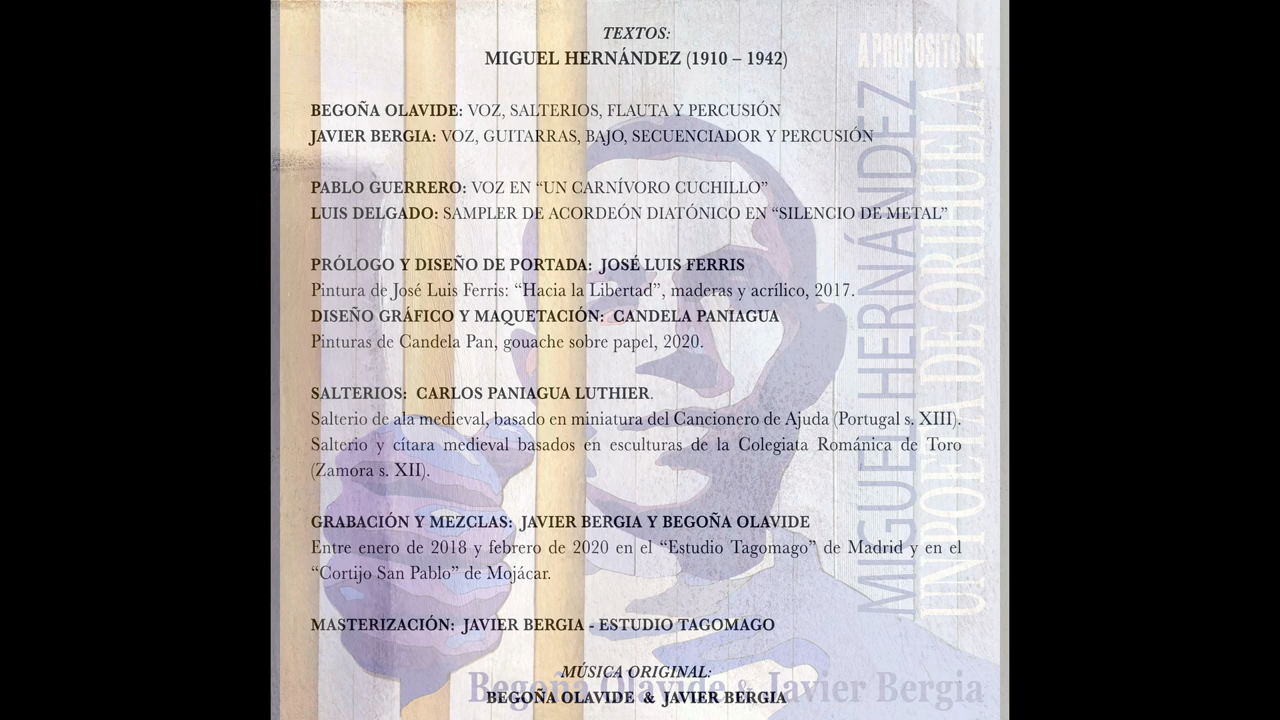 TEXTOS:
MIGUEL HERNÁNDEZ (1910 – 1942)
BEGOÑA OLAVIDE: VOZ, SALTERIOS, FLAUTA Y PERCUSIÓN
JAVIER BERGIA: VOZ, GUITARRAS, BAJO, SECUENCIADOR Y PERCUSIÓN
PABLO GUERRERO: VOZ EN “UN CARNÍVORO CUCHILLO”
LUIS DELGADO: SAMPLER DE ACORDEÓN DIATÓNICO EN “SILENCIO DE METAL”
PRÓLOGO Y DISEÑO DE PORTADA: JOSÉ LUIS FERRIS
Pintura de José Luis Ferris: “Hacia la Libertad”, maderas y acrílico, 2017.
DISEÑO GRÁFICO Y MAQUETACIÓN: CANDELA PANIAGUA
Pinturas de Candela Pan, gouache sobre papel, 2020.
SALTERIOS: CARLOS PANIAGUA LUTHIER.
Salterio de ala medieval, basado en miniatura del Cancionero de Ajuda (Portugal s. XIII).
Salterio y cítara medieval basados en esculturas de la Colegiata Románica de Toro
(Zamora s. XII).
GRABACIÓN Y MEZCLAS: JAVIER BERGIA Y BEGOÑA OLAVIDE
Entre enero de 2018 y febrero de 2020 en el “Estudio Tagomago” de Madrid y en el
“Cortijo San Pablo” de Mojácar.
MASTERIZACIÓN: JAVIER BERGIA - ESTUDIO TAGOMAGO
MÚSICA ORIGINAL:
BEGOÑA OLAVIDE & JAVIER BERGIA
Begoña Olavide & Javier Bergia
A PROPÓSITO DE
MIGUEL HERNÁNDEZ
UN POETA DE ORIHUELA